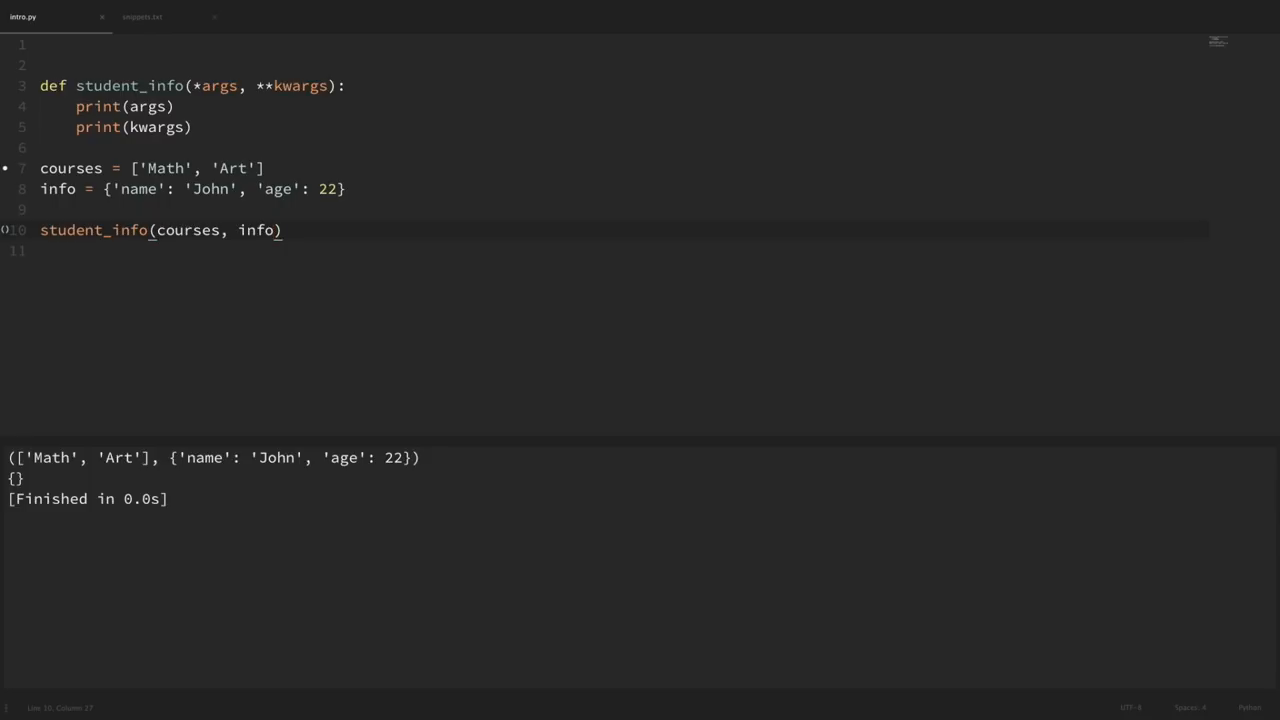 intro.py × snippets.txt ×
1
2
3 def student_info(*args, **kwargs):
4 print(args)
5 print(kwargs)
6
7 courses = ['Math', 'Art']
8 info = {'name': 'John', 'age': 22}
9
10 student_info(courses, info)
11
(['Math', 'Art'], {'name': 'John', 'age': 22})
{}
[Finished in 0.0s]
Line 10, Column 27 UTF-8 Spaces: 4 Python